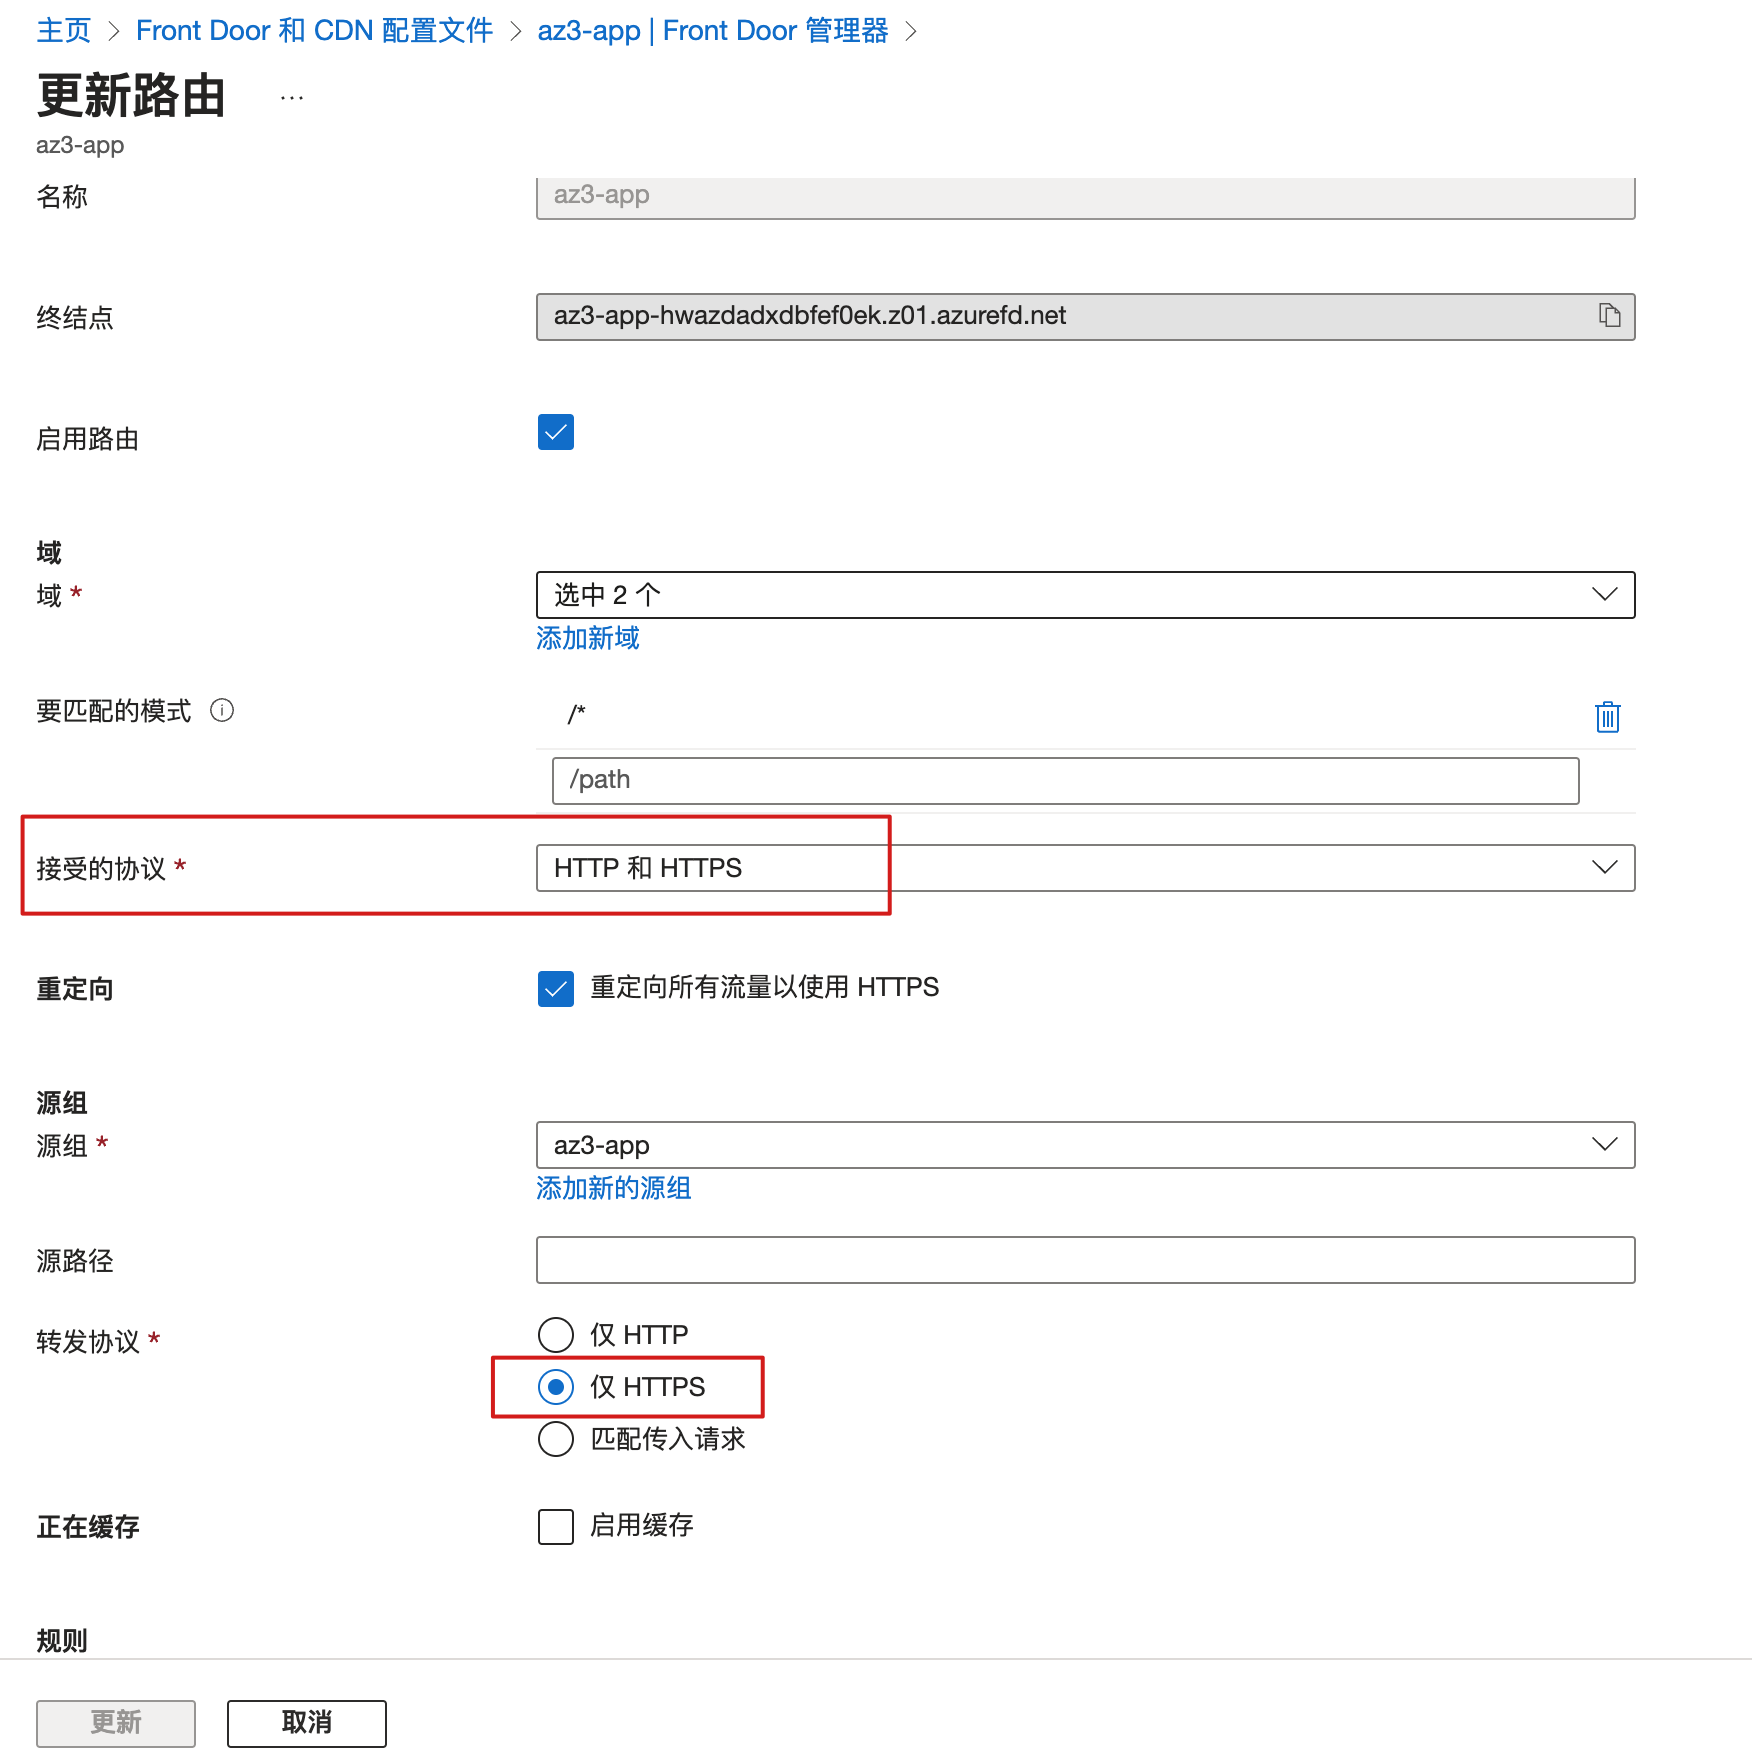 主页 > Front Door 和 CDN 配置文件 > az3-app | Front Door 管理器 >
更新路由 ...
az3-app
名称 az3-app
终结点 az3-app-hwazdadxdbfef0ek.z01.azurefd.net
启用路由
域
域 * 选中 2 个
添加新域
要匹配的模式 /*
/path
接受的协议 * HTTP 和 HTTPS
重定向 重定向所有流量以使用 HTTPS
源组
源组 * az3-app
添加新的源组
源路径
转发协议 * 仅 HTTP
仅 HTTPS
匹配传入请求
正在缓存 启用缓存
规则
更新 取消